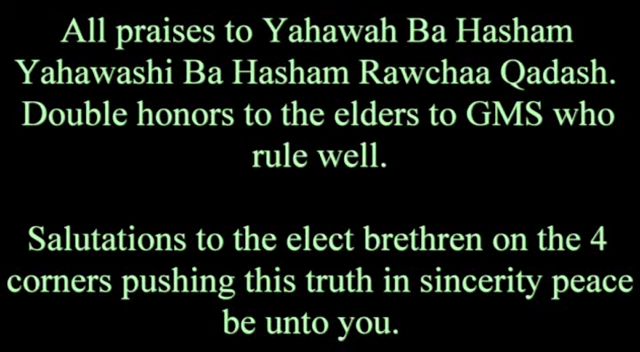 All praises to Yahawah Ba Hasham
Yahawashi Ba Hasham Rawchaa Qadash.
Double honors to the elders to GMS who
rule well.
Salutations to the elect brethren on the 4
corners pushing this truth in sincerity peace
be unto you.